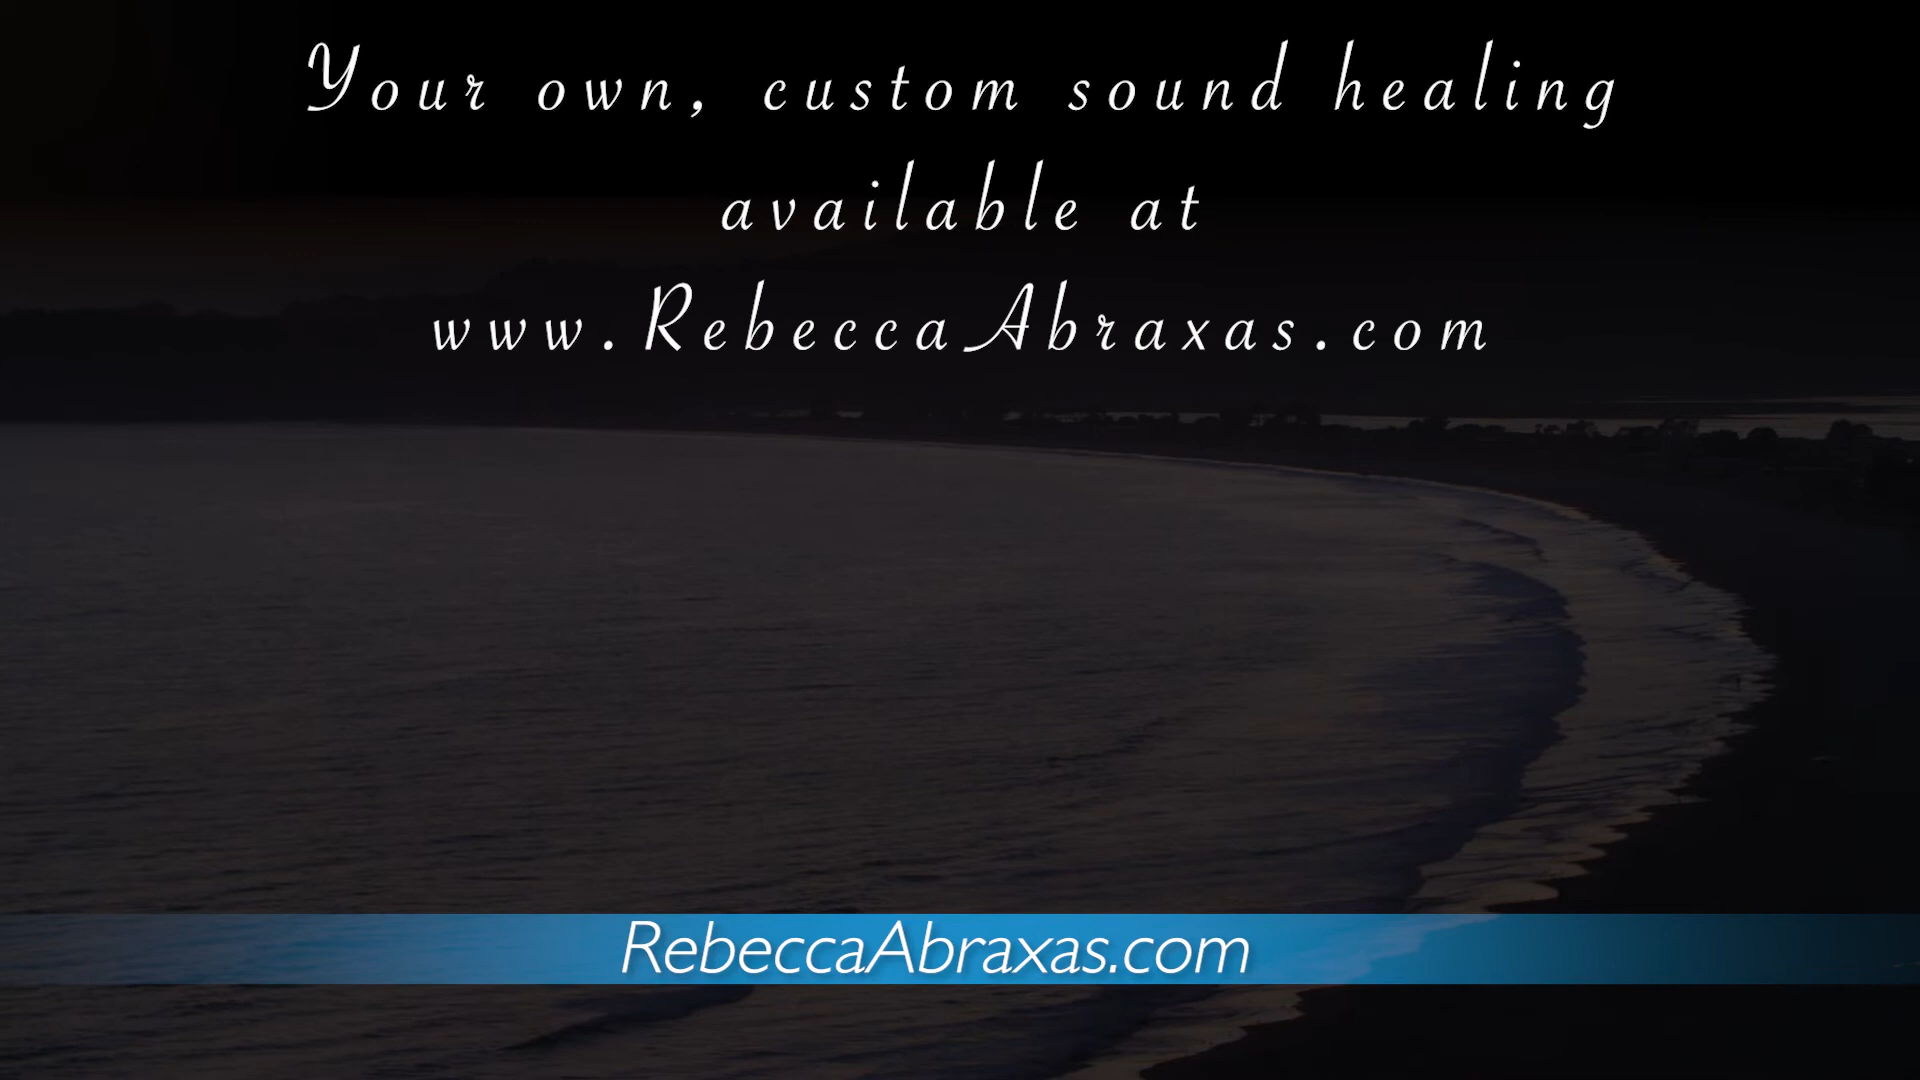 Your own, custom sound healing
available at
www.RebeccaAbraxas.com
RebeccaAbraxas.com